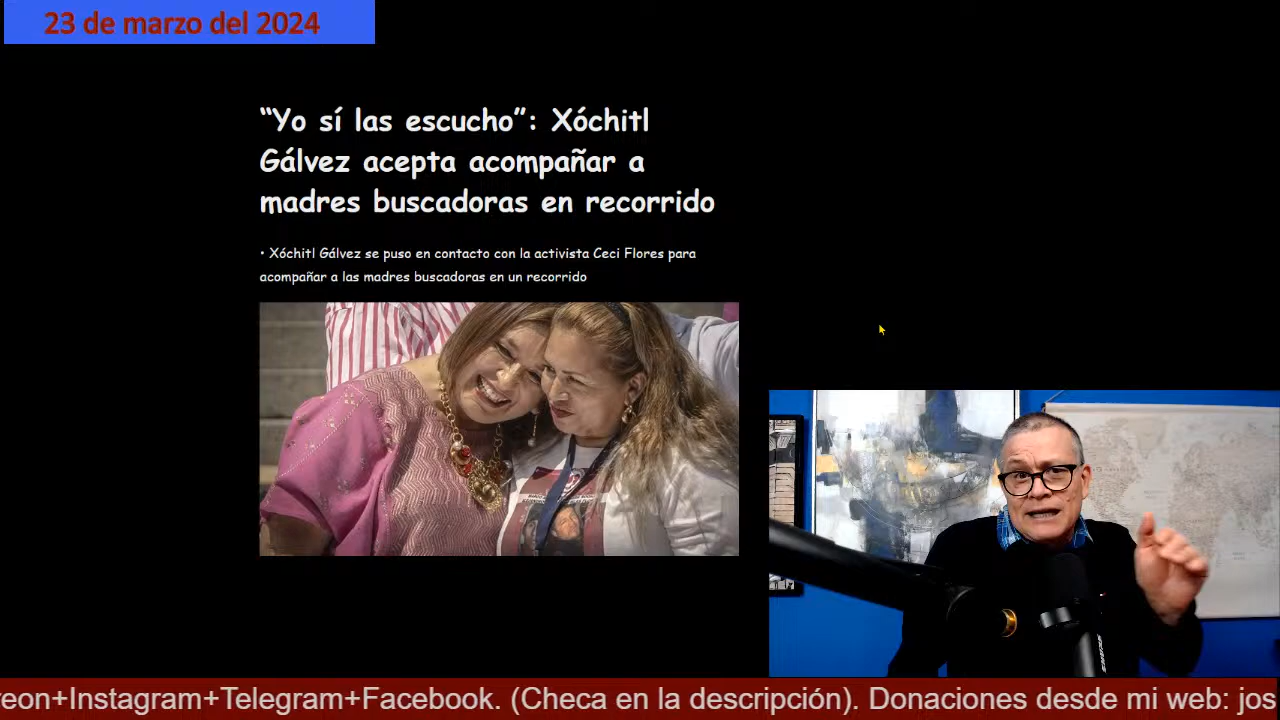 23 de marzo del 2024
“Yo sí las escucho”: Xóchitl
Gálvez acepta acompañar a
madres buscadoras en recorrido
• Xóchitl Gálvez se puso en contacto con la activista Ceci Flores para
acompañar a las madres buscadoras en un recorrido
reon+Instagram+Telegram+Facebook. (Checa en la descripción). Donaciones desde mi web: jos